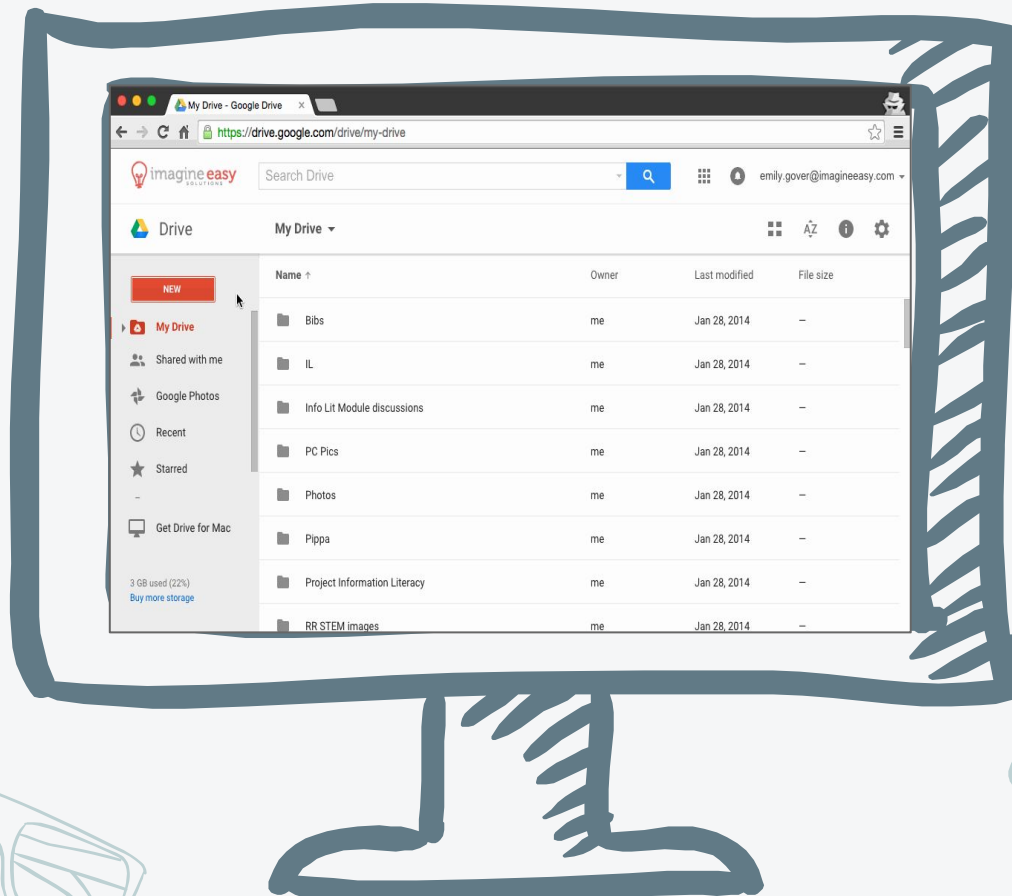 My Drive - Google Drive
https://drive.google.com/drive/my-drive
imagine easy
SOLUTIONS
Search Drive
emily.gover@imagineeasy.com
Drive
My Drive
AZ
NEW
My Drive
Shared with me
Google Photos
Recent
Starred
Get Drive for Mac
3 GB used (22%)
Buy more storage
Name ↑ Owner Last modified File size
Bibs me Jan 28, 2014 –
IL me Jan 28, 2014 –
Info Lit Module discussions me Jan 28, 2014 –
PC Pics me Jan 28, 2014 –
Photos me Jan 28, 2014 –
Pippa me Jan 28, 2014 –
Project Information Literacy me Jan 28, 2014 –
RR STEM images me Jan 28, 2014 –